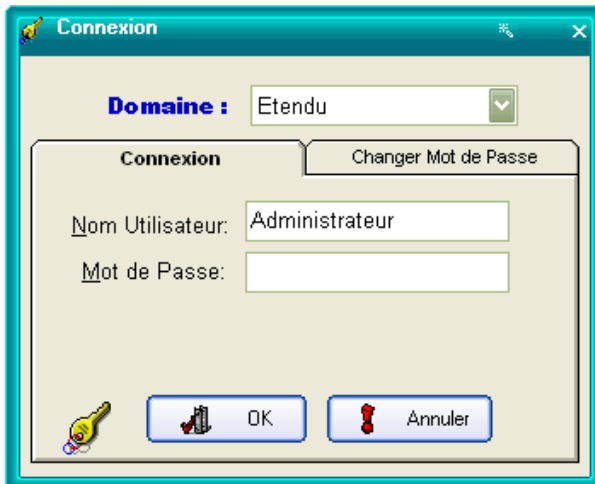 Connexion
Domaine : Etendu
Connexion Changer Mot de Passe
Nom Utilisateur: Administrateur
Mot de Passe:
OK Annuler